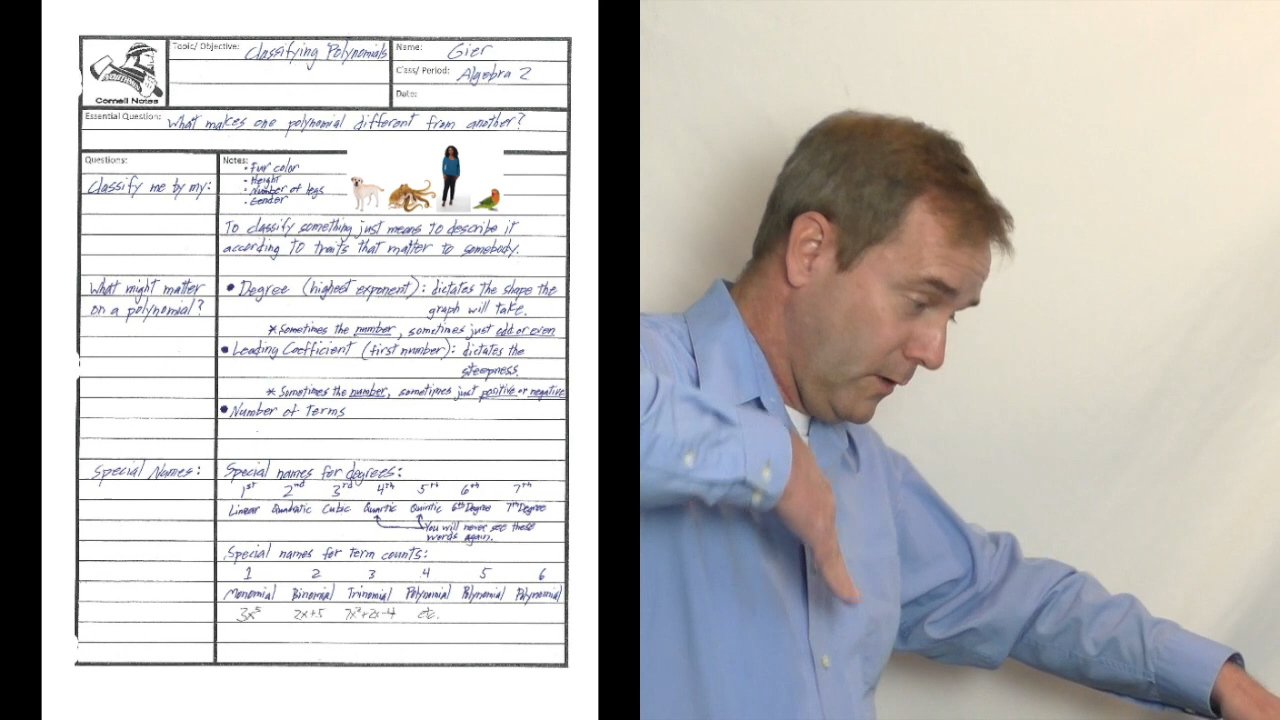 Topic/ Objective: Classifying Polynomials
Name: Gier
Class/ Period: Algebra 2
Date:
Cornell Notes
Essential Question: What makes one polynomial different from another?
Questions:
Notes:
• Fur color
• Height
• Number of legs
• Gender
Classify me by my:
To classify something just means to describe it
according to traits that matter to somebody.
What might matter
on a polynomial?
• Degree (highest exponent): dictates the shape the
graph will take.
* Sometimes the number, sometimes just odd or even
• Leading Coefficient (first number): dictates the
steepness.
* Sometimes the number, sometimes just positive or negative
• Number of Terms
Special Names:
Special names for degrees:
1st 2nd 3rd 4th 5th 6th 7th
Linear Quadratic Cubic Quartic Quintic 6th Degree 7th Degree
You will never see these
words again.
Special names for term counts:
1 2 3 4 5 6
Monomial Binomial Trinomial Polynomial Polynomial Polynomial
3x⁵ 2x+5 7x²+2x-4 etc.